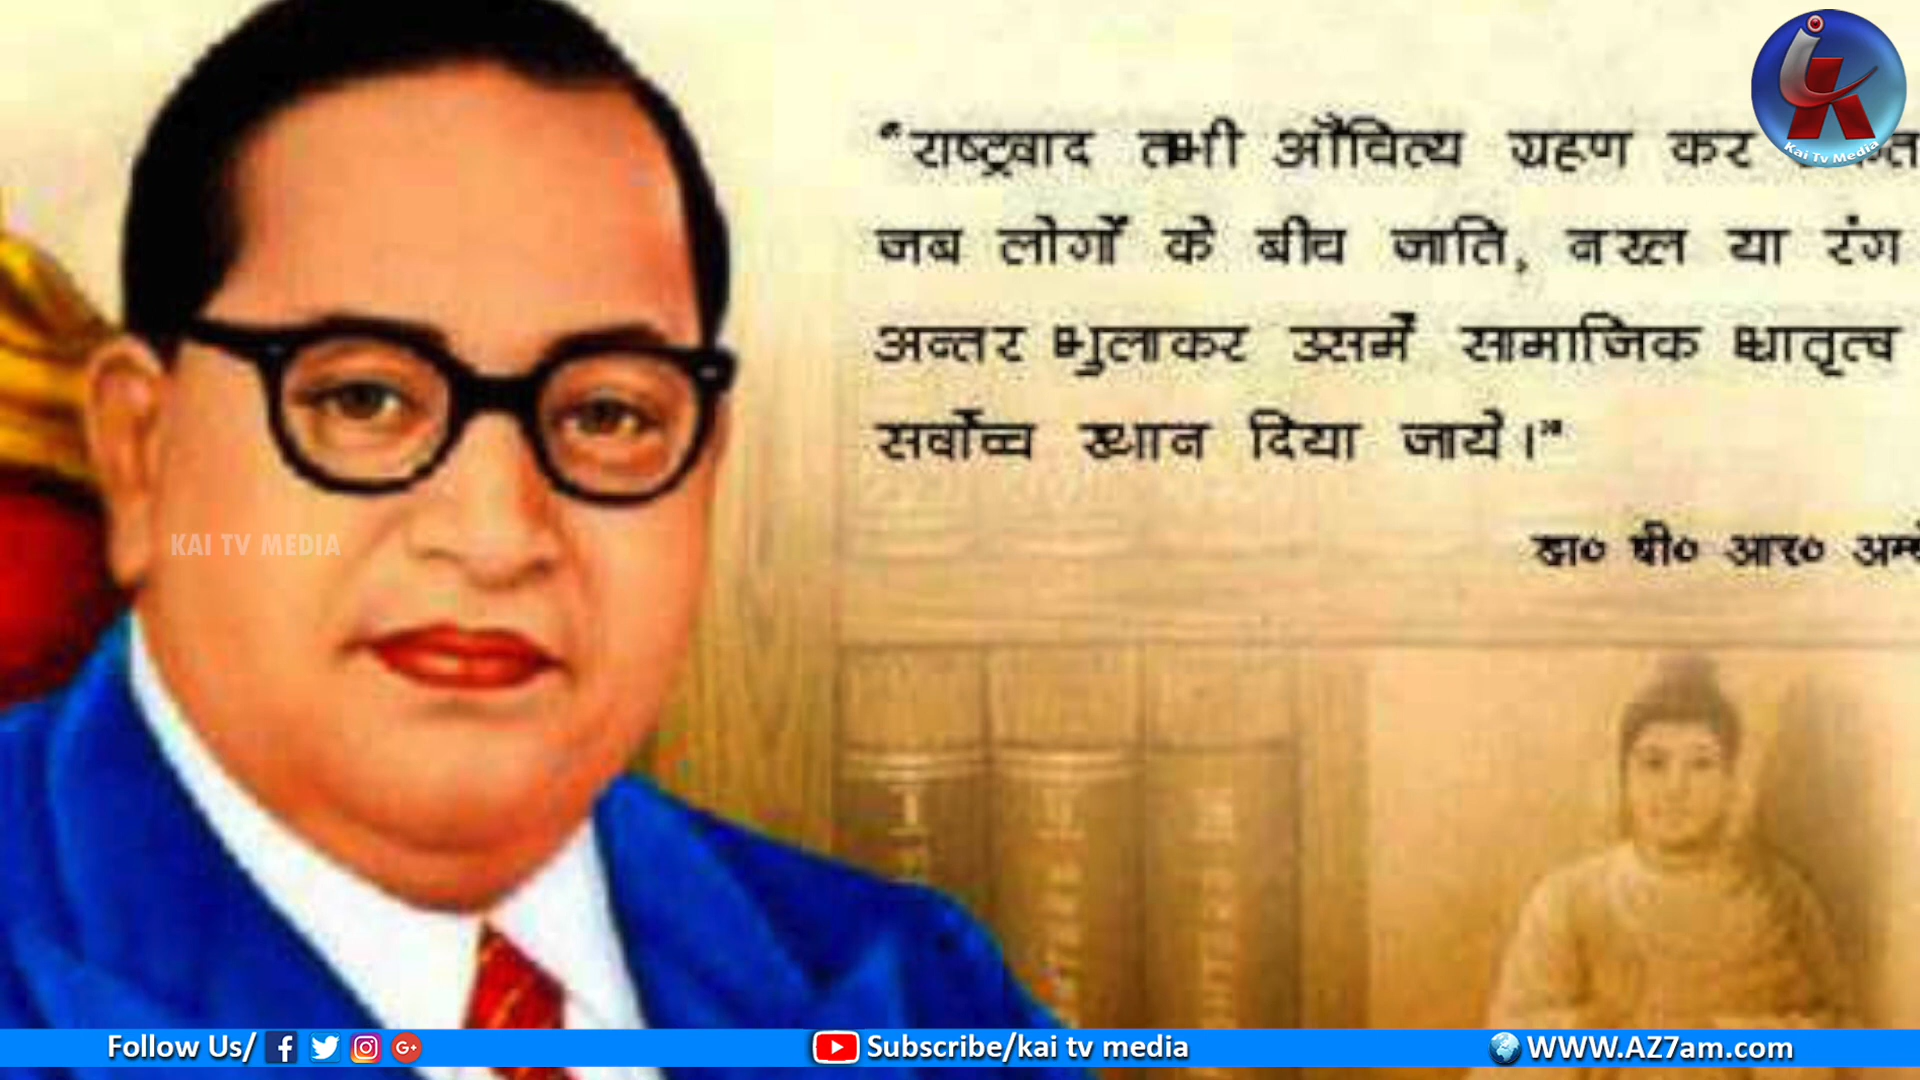 “राष्ट्रवाद तभी औचित्य ग्रहण कर
जब लोगों के बीच जाति, नस्ल या रंग
अन्तर भुलाकर उसमें सामाजिक भ्रातृत्व
सर्वोच्च स्थान दिया जाये।”
डा० बी० आर०
Kai Tv Media
KAI TV MEDIA
Follow Us/
Subscribe/kai tv media
WWW.AZ7am.com